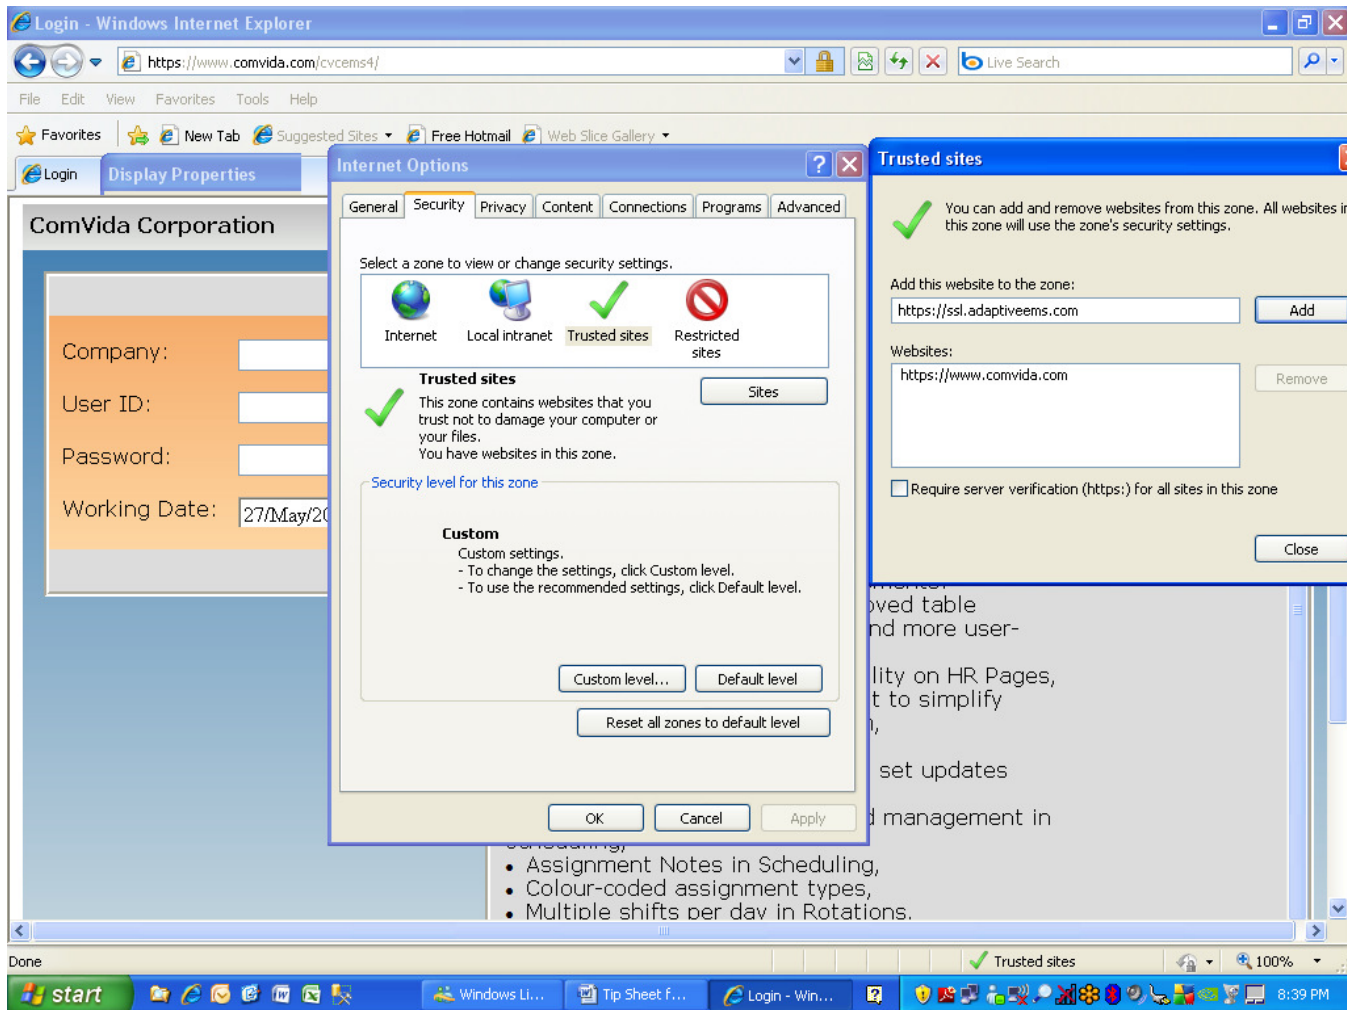 Login - Windows Internet Explorer
https://www.comvida.com/cvcems4/
Live Search
File Edit View Favorites Tools Help
Favorites New Tab Suggested Sites Free Hotmail Web Slice Gallery
Login Display Properties
ComVida Corporation
Company:
User ID:
Password:
Working Date: 27/May/20
Internet Options
General Security Privacy Content Connections Programs Advanced
Select a zone to view or change security settings.
Internet Local intranet Trusted sites Restricted
sites
Trusted sites
Sites
This zone contains websites that you
trust not to damage your computer or
your files.
You have websites in this zone.
Security level for this zone
Custom
Custom settings.
- To change the settings, click Custom level.
- To use the recommended settings, click Default level.
Custom level... Default level
Reset all zones to default level
OK Cancel Apply
Trusted sites
You can add and remove websites from this zone. All websites in
this zone will use the zone's security settings.
Add this website to the zone:
https://ssl.adaptiveems.com Add
Websites:
https://www.comvida.com Remove
Require server verification (https:) for all sites in this zone
Close
oved table
nd more user-
lity on HR Pages,
t to simplify
set updates
d management in
• Assignment Notes in Scheduling,
• Colour-coded assignment types,
• Multiple shifts per day in Rotations.
Done Trusted sites 100%
start Windows Li... Tip Sheet f... Login - Win... 8:39 PM